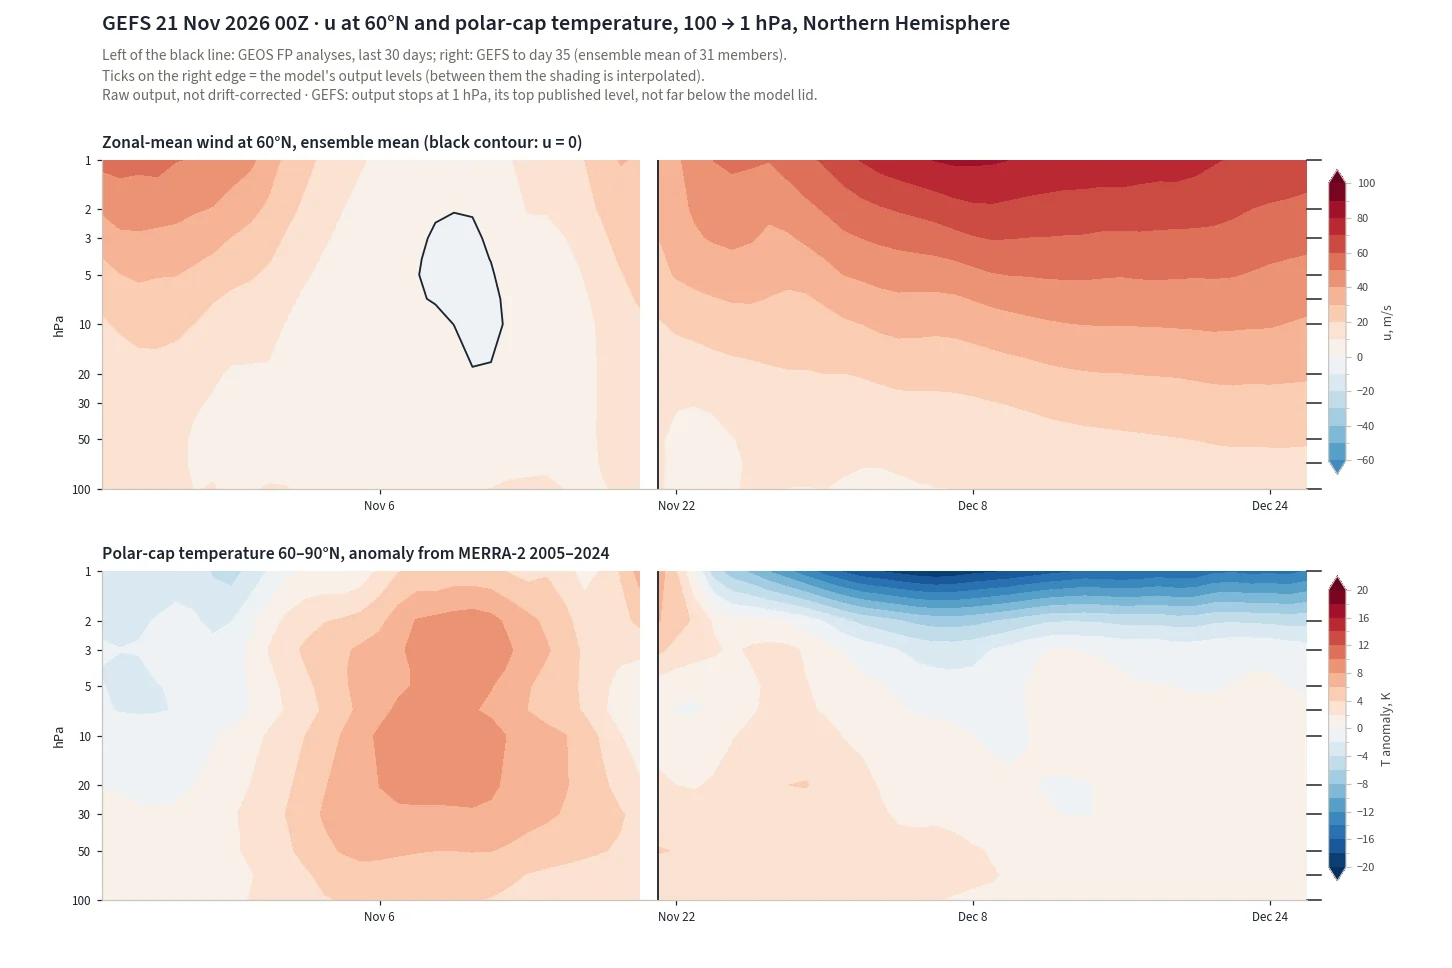 GEFS 21 Nov 2026 00Z · u at 60°N and polar-cap temperature, 100 → 1 hPa, Northern Hemisphere
Left of the black line: GEOS FP analyses, last 30 days; right: GEFS to day 35 (ensemble mean of 31 members).
Ticks on the right edge = the model's output levels (between them the shading is interpolated).
Raw output, not drift-corrected · GEFS: output stops at 1 hPa, its top published level, not far below the model lid.
Zonal-mean wind at 60°N, ensemble mean (black contour: u = 0)
1
2
3
5
10
20
30
50
100
hPa
Nov 6
Nov 22
Dec 8
Dec 24
100
80
60
40
20
0
−20
−40
−60
u, m/s
Polar-cap temperature 60–90°N, anomaly from MERRA-2 2005–2024
1
2
3
5
10
20
30
50
100
hPa
Nov 6
Nov 22
Dec 8
Dec 24
20
16
12
8
4
0
−4
−8
−12
−16
−20
T anomaly, K